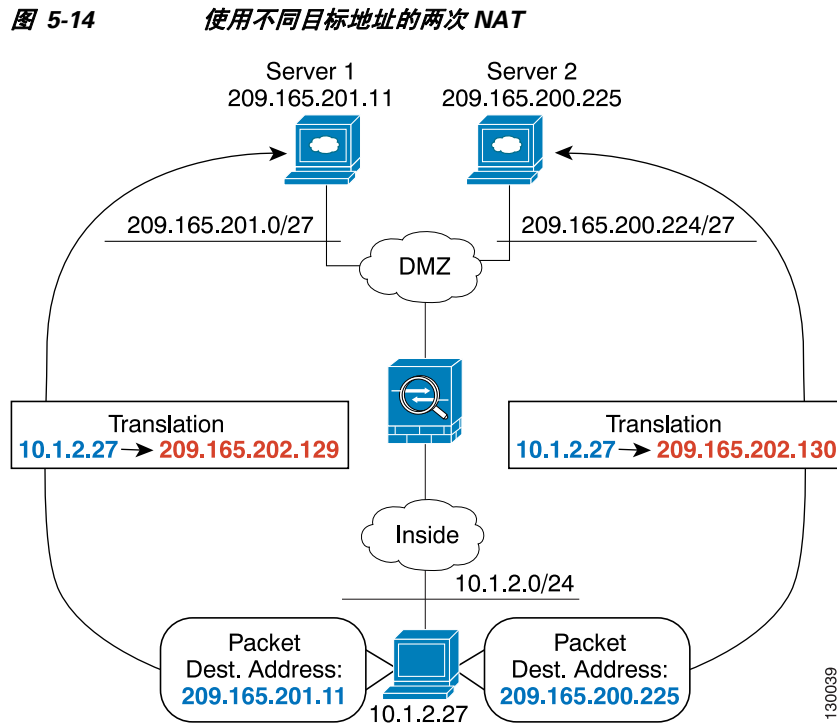 图 5-14 使用不同目标地址的两次 NAT
Server 1
209.165.201.11
Server 2
209.165.200.225
209.165.201.0/27
209.165.200.224/27
DMZ
Translation
10.1.2.27 → 209.165.202.129
Translation
10.1.2.27 → 209.165.202.130
Inside
10.1.2.0/24
Packet
Dest. Address:
209.165.201.11
Packet
Dest. Address:
209.165.200.225
10.1.2.27
130039